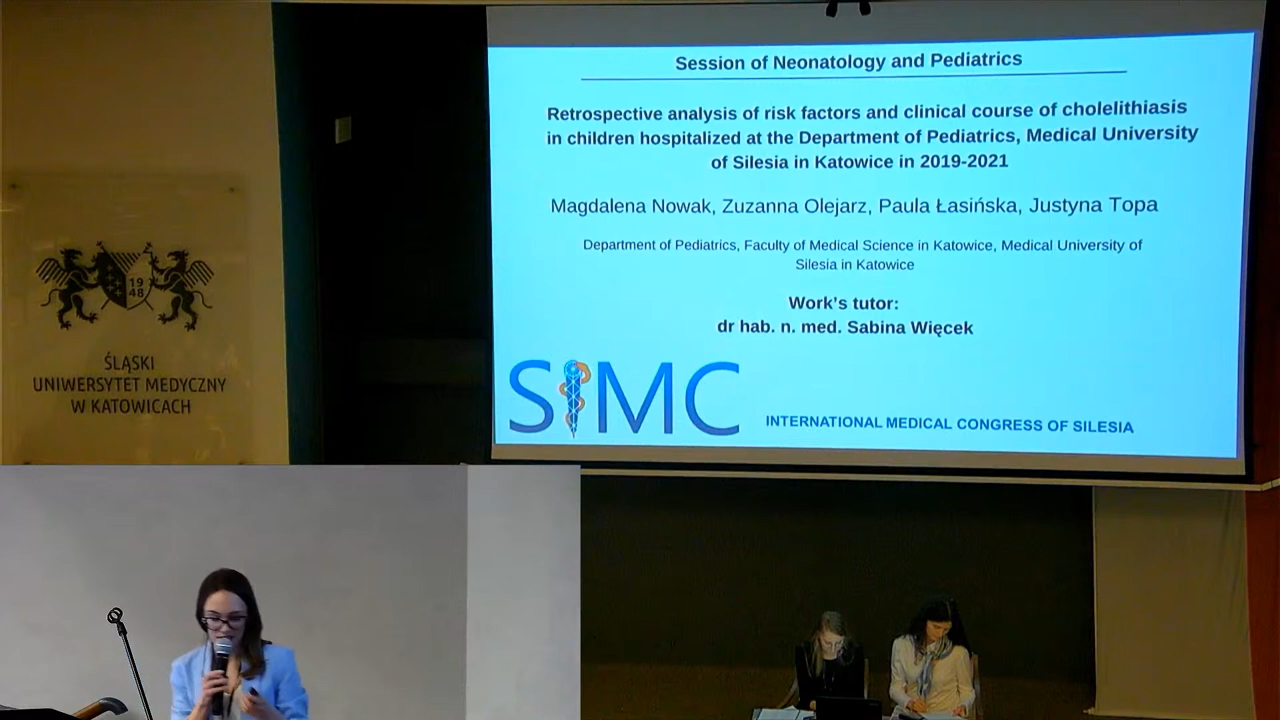 Session of Neonatology and Pediatrics
Retrospective analysis of risk factors and clinical course of cholelithiasis
in children hospitalized at the Department of Pediatrics, Medical University
of Silesia in Katowice in 2019-2021
Magdalena Nowak, Zuzanna Olejarz, Paula Łasińska, Justyna Topa
Department of Pediatrics, Faculty of Medical Science in Katowice, Medical University of
Silesia in Katowice
Work's tutor:
dr hab. n. med. Sabina Więcek
SIMC
INTERNATIONAL MEDICAL CONGRESS OF SILESIA
19
48
ŚLĄSKI
UNIWERSYTET MEDYCZNY
W KATOWICACH